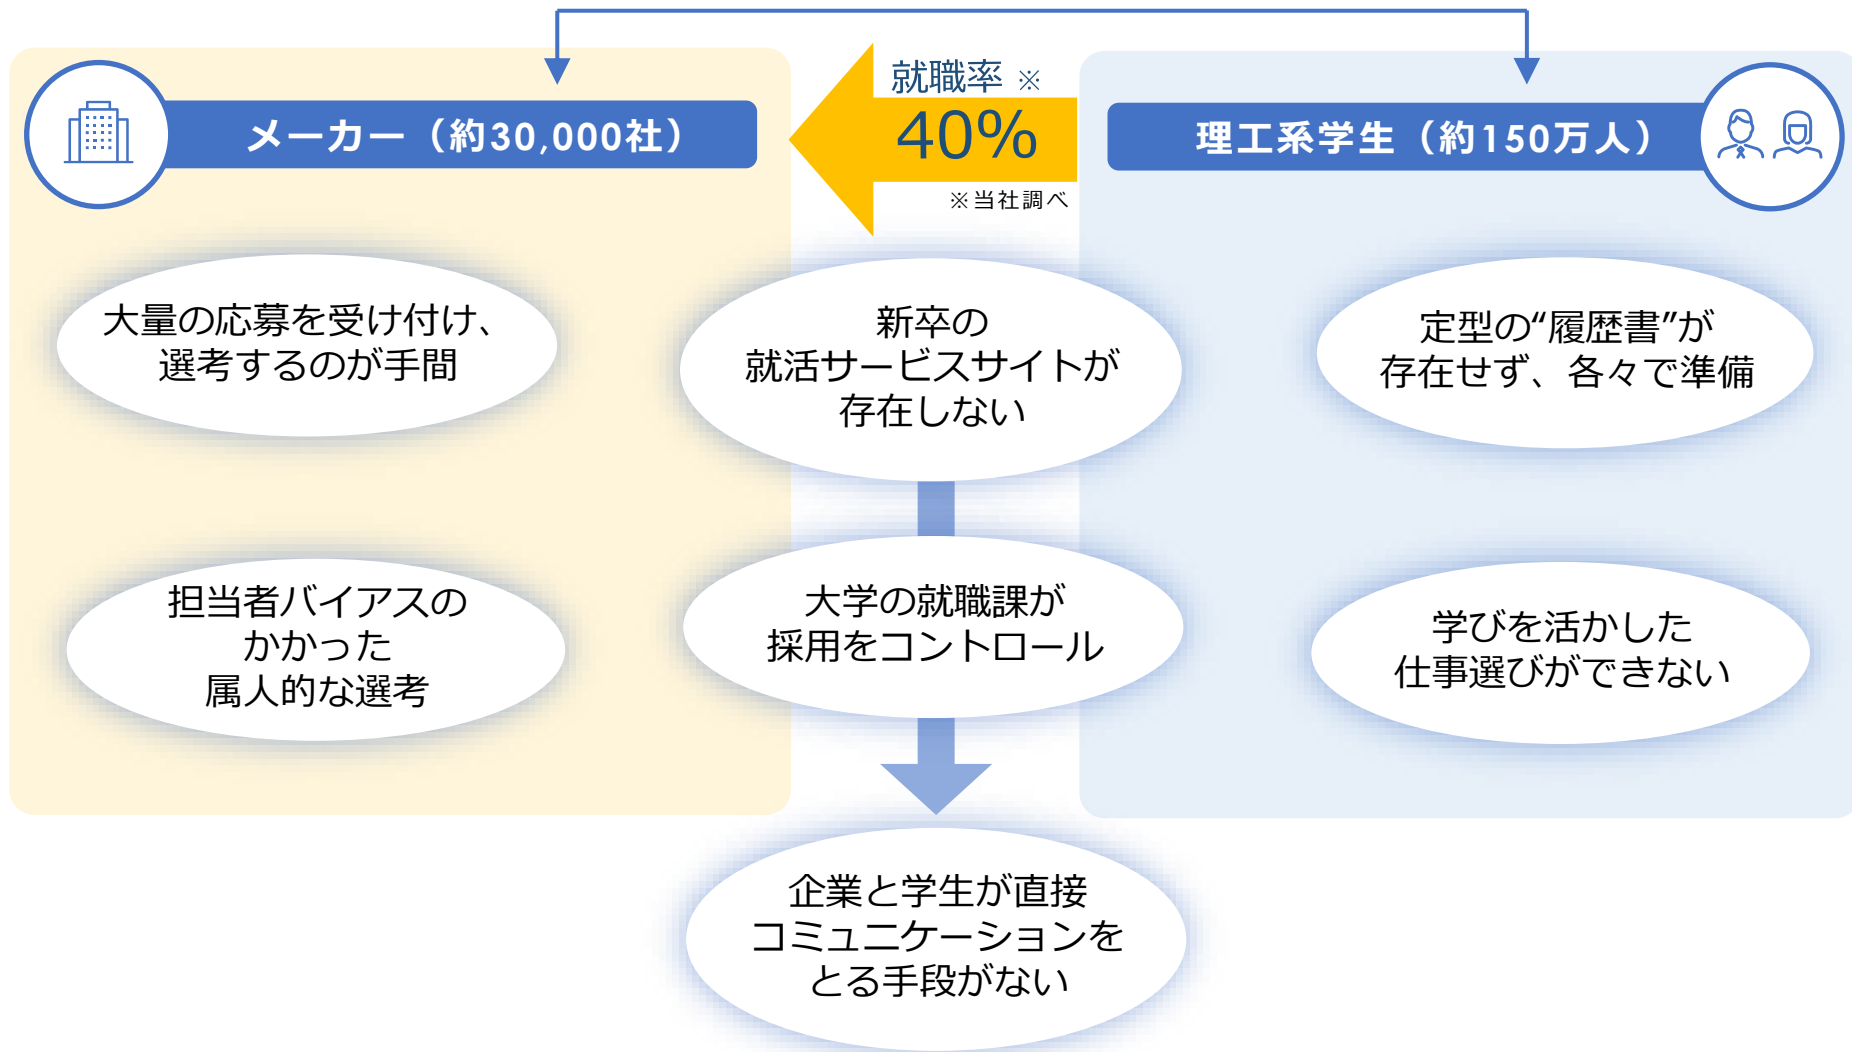 就職率 ※
40%
※当社調べ
メーカー（約30,000社）
理工系学生（約150万人）
大量の応募を受け付け、
選考するのが手間
担当者バイアスの
かかった
属人的な選考
新卒の
就活サービスサイトが
存在しない
大学の就職課が
採用をコントロール
企業と学生が直接
コミュニケーションを
とる手段がない
定型の“履歴書”が
存在せず、各々で準備
学びを活かした
仕事選びができない